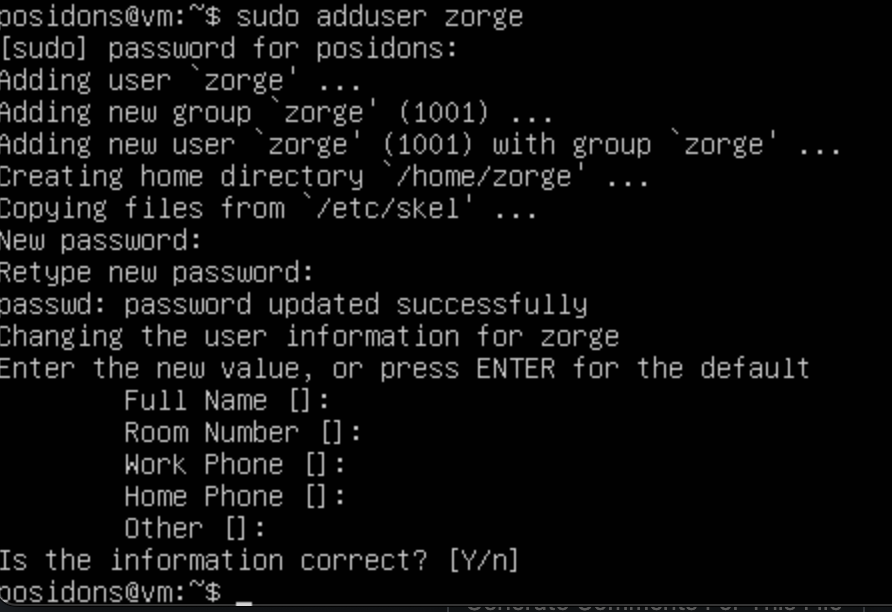 posidons@vm:~$ sudo adduser zorge
[sudo] password for posidons:
Adding user `zorge' ...
Adding new group `zorge' (1001) ...
Adding new user `zorge' (1001) with group `zorge' ...
Creating home directory `/home/zorge' ...
Copying files from `/etc/skel' ...
New password:
Retype new password:
passwd: password updated successfully
Changing the user information for zorge
Enter the new value, or press ENTER for the default
Full Name []:
Room Number []:
Work Phone []:
Home Phone []:
Other []:
Is the information correct? [Y/n]
posidons@vm:~$ _